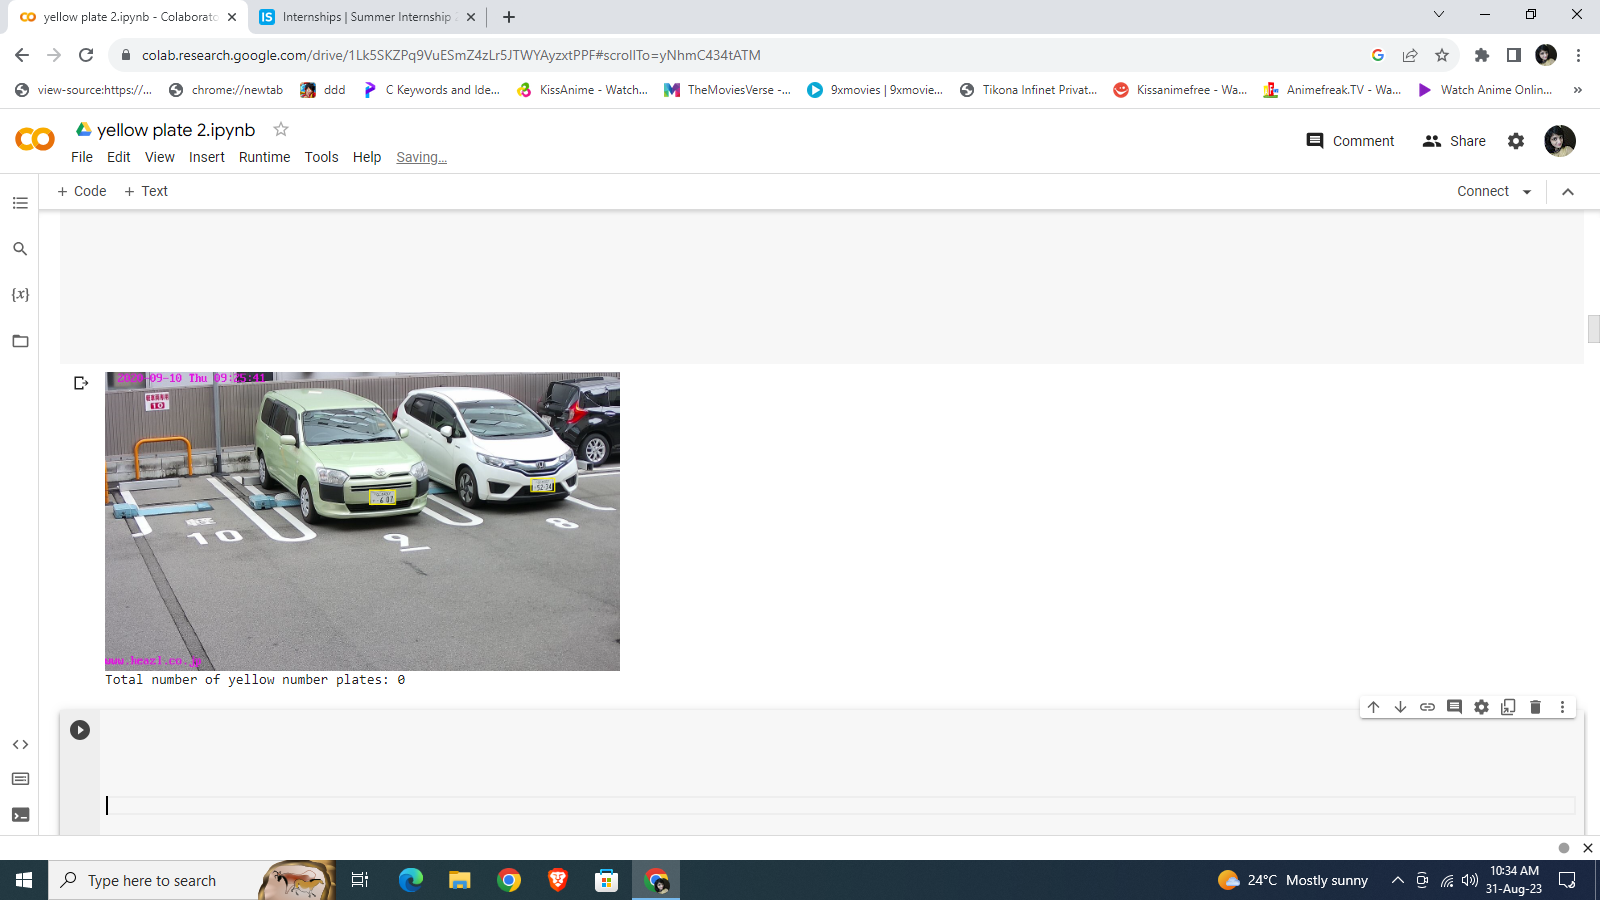 yellow plate 2.ipynb - Colaborato
Internships | Summer Internship
colab.research.google.com/drive/1Lk5SKZPq9VuESmZ4zLr5JTWYAyzxtPPF#scrollTo=yNhmC434tATM
view-source:https://... chrome://newtab ddd C Keywords and Ide... KissAnime - Watch... TheMoviesVerse -... 9xmovies | 9xmovie... Tikona Infinet Privat... Kissanimefree - Wa... Animefreak.TV - Wa... Watch Anime Onlin... »
yellow plate 2.ipynb
File Edit View Insert Runtime Tools Help Saving...
Comment Share
+ Code + Text
Connect
{x}
-09-10 Thu 09:25:41
10
607
52-34
10 9 8
www.heazl.co.jp
Total number of yellow number plates: 0
Type here to search
24°C Mostly sunny
10:34 AM
31-Aug-23